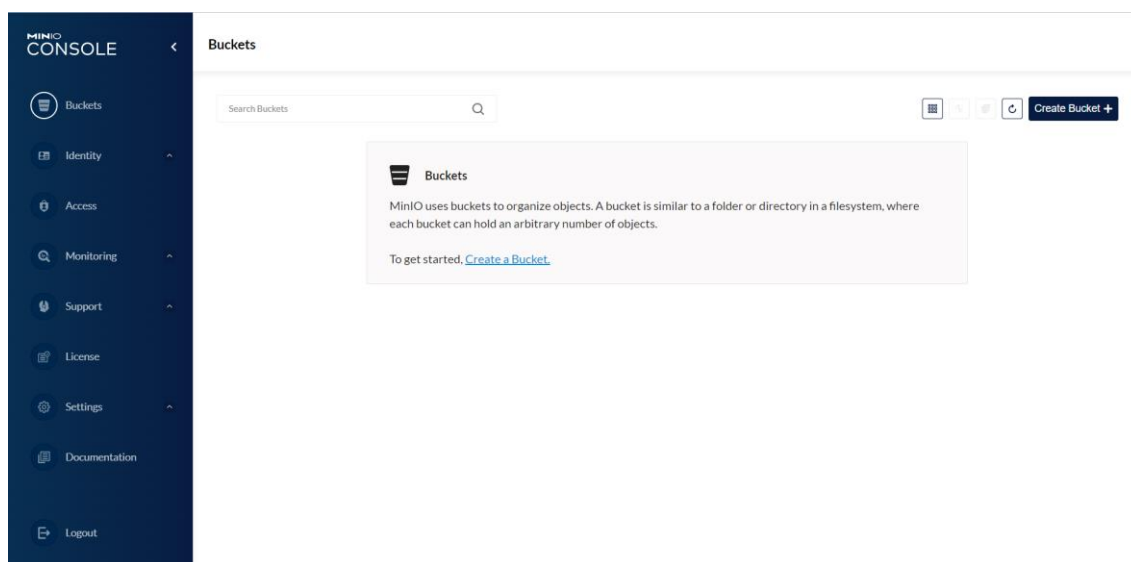 MINIO
CONSOLE
Buckets
Identity
Access
Monitoring
Support
License
Settings
Documentation
Logout
Buckets
Search Buckets
Create Bucket +
Buckets
MinIO uses buckets to organize objects. A bucket is similar to a folder or directory in a filesystem, where
each bucket can hold an arbitrary number of objects.
To get started, Create a Bucket.